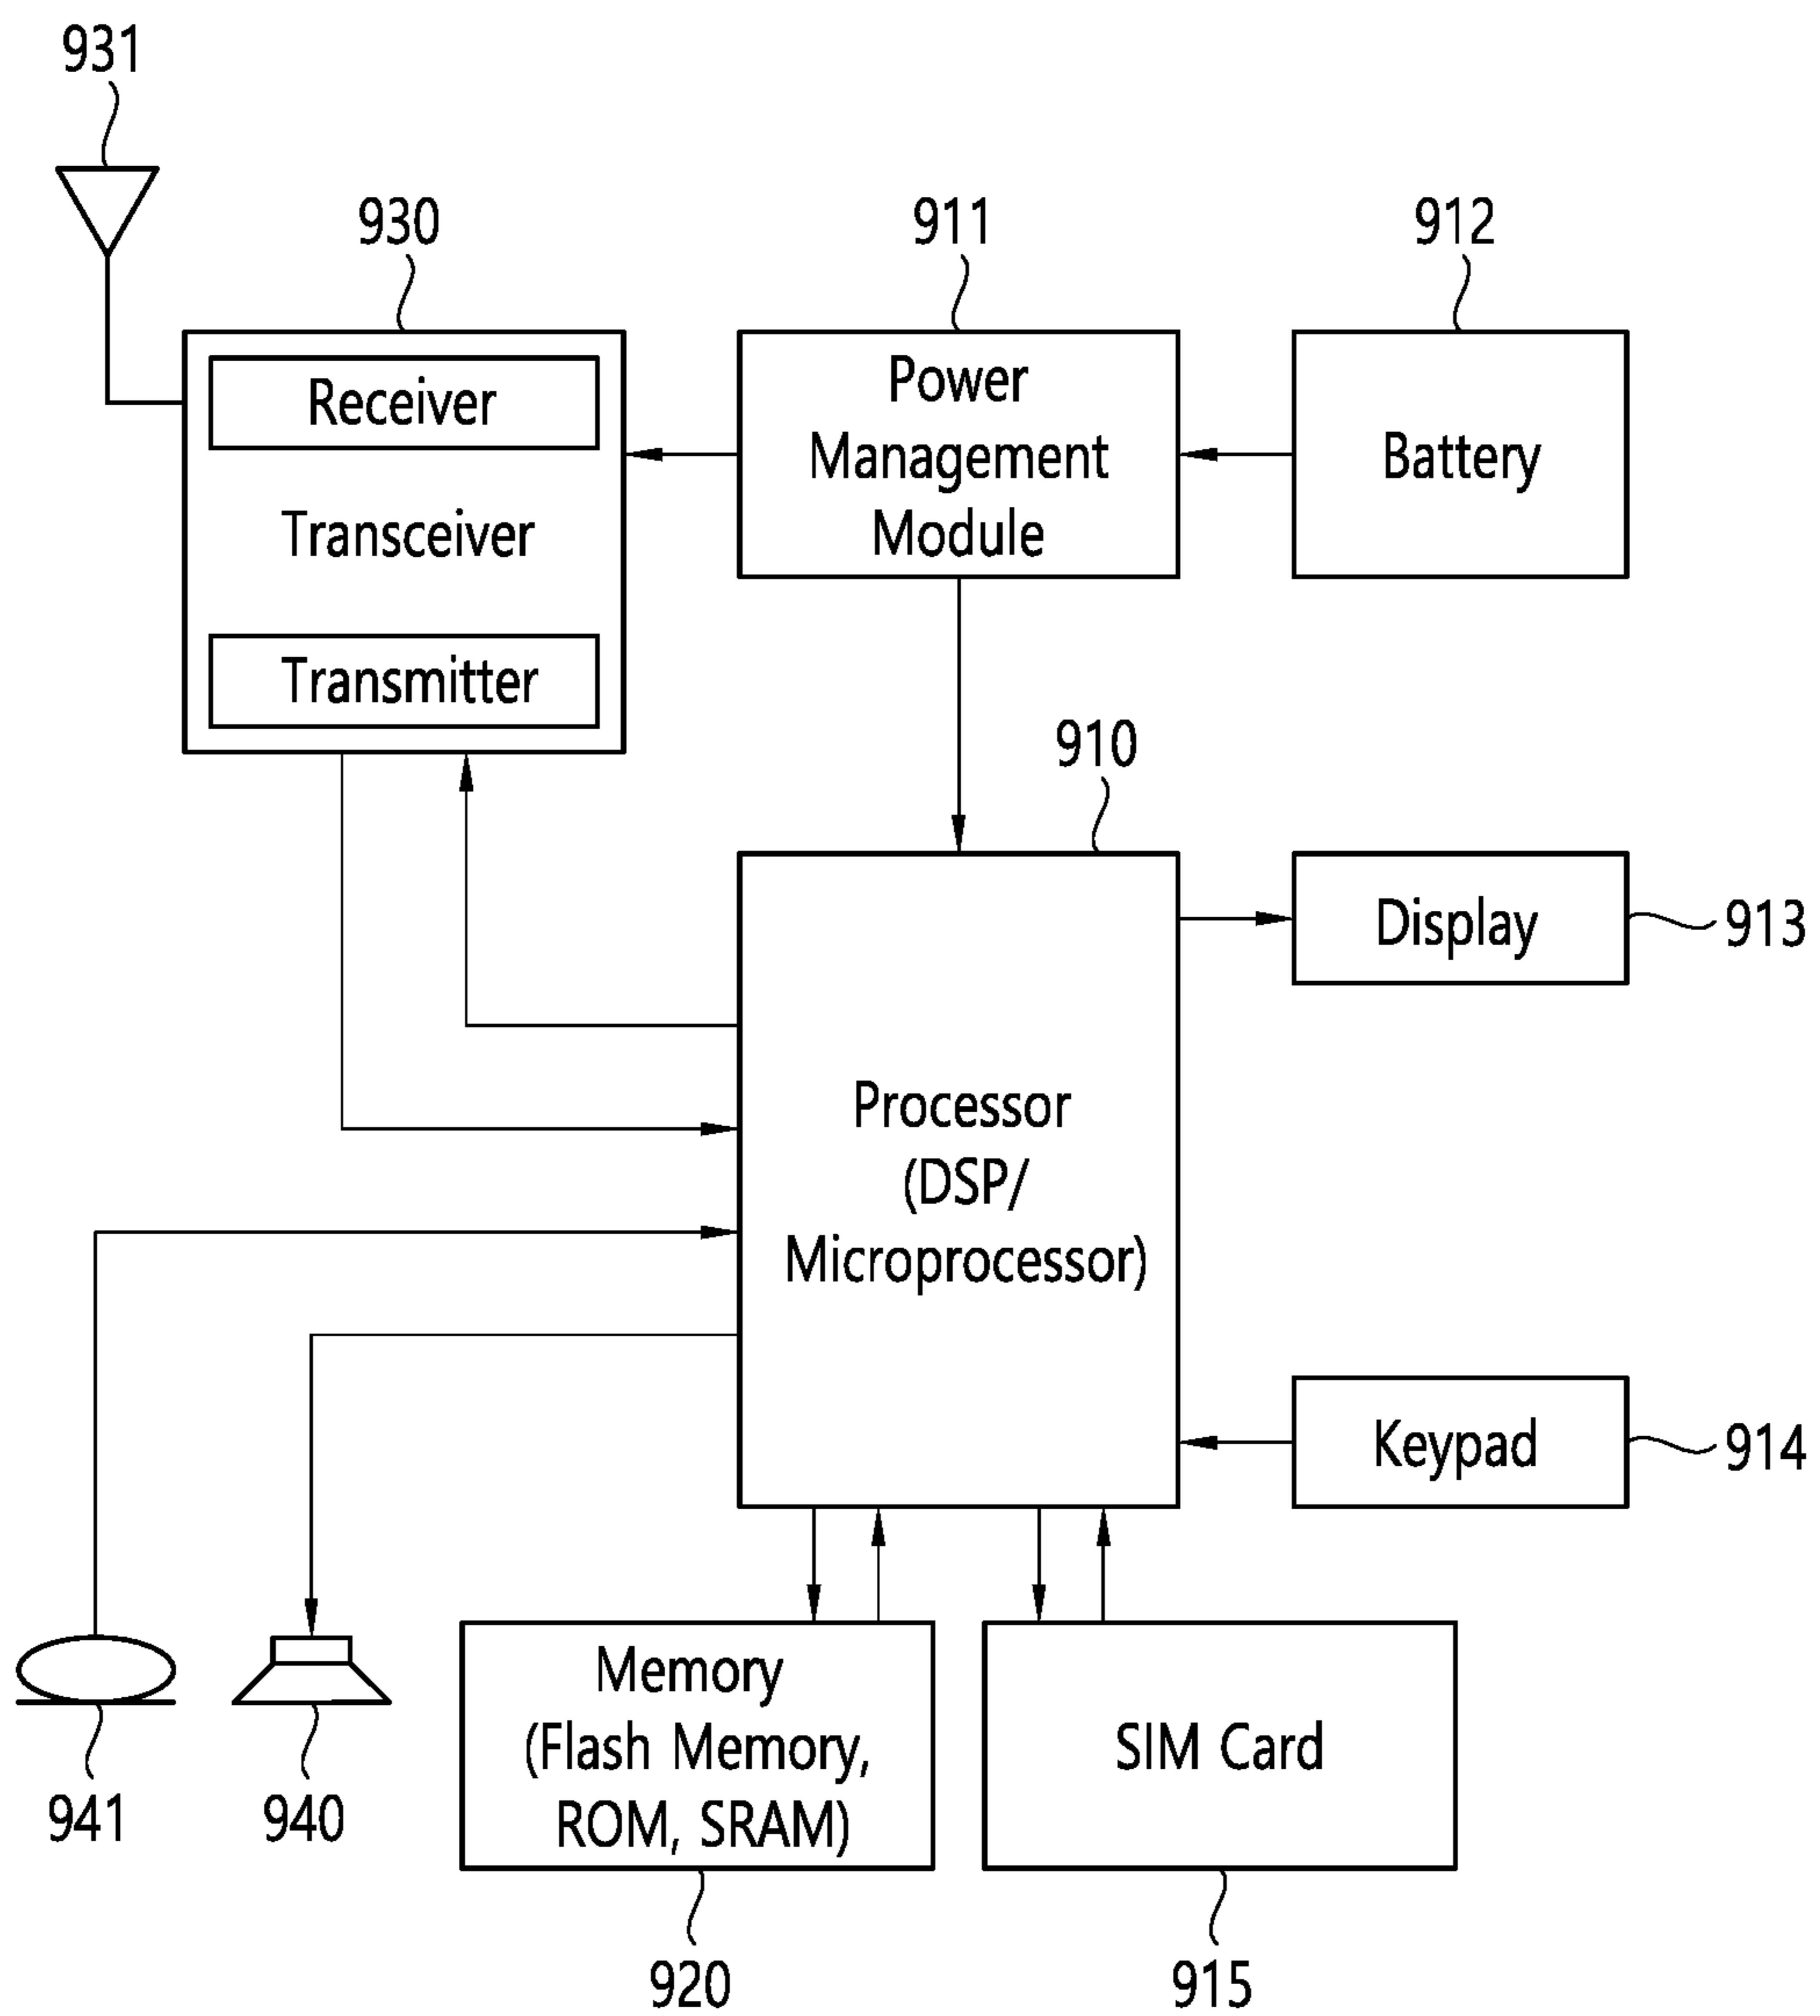 931
930
911
912
Receiver
Transceiver
Transmitter
Power
Management
Module
Battery
910
Processor
(DSP/
Microprocessor)
Display
913
Keypad
914
941
940
Memory
(Flash Memory,
ROM, SRAM)
SIM Card
920
915